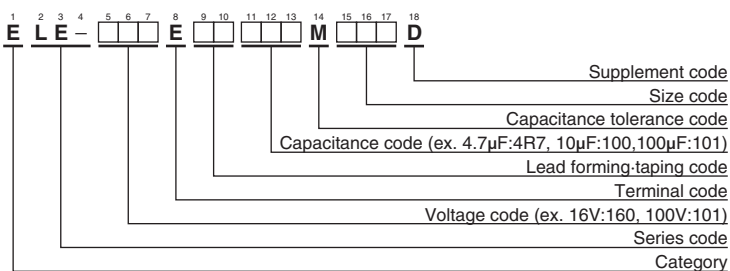 1 2 3 4 5 6 7 8 9 10 11 12 13 14 15 16 17 18
E L E – □□□ E □□ □□□ M □□□ D
Supplement code
Size code
Capacitance tolerance code
Capacitance code (ex. 4.7µF:4R7, 10µF:100,100µF:101)
Lead forming·taping code
Terminal code
Voltage code (ex. 16V:160, 100V:101)
Series code
Category